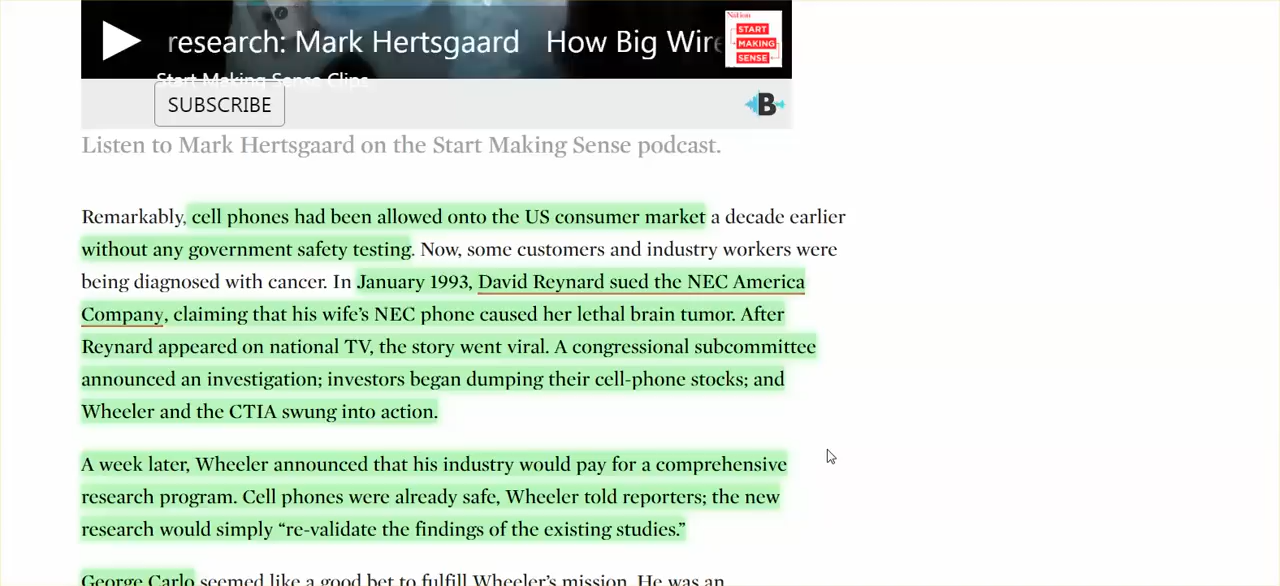 research: Mark Hertsgaard How Big Wire
Nation
START
MAKING
SENSE
Start Making Sense Clips
SUBSCRIBE
B
Listen to Mark Hertsgaard on the Start Making Sense podcast.
Remarkably, cell phones had been allowed onto the US consumer market a decade earlier
without any government safety testing. Now, some customers and industry workers were
being diagnosed with cancer. In January 1993, David Reynard sued the NEC America
Company, claiming that his wife’s NEC phone caused her lethal brain tumor. After
Reynard appeared on national TV, the story went viral. A congressional subcommittee
announced an investigation; investors began dumping their cell-phone stocks; and
Wheeler and the CTIA swung into action.
A week later, Wheeler announced that his industry would pay for a comprehensive
research program. Cell phones were already safe, Wheeler told reporters; the new
research would simply “re-validate the findings of the existing studies.”
George Carlo seemed like a good bet to fulfill Wheeler’s mission. He was an